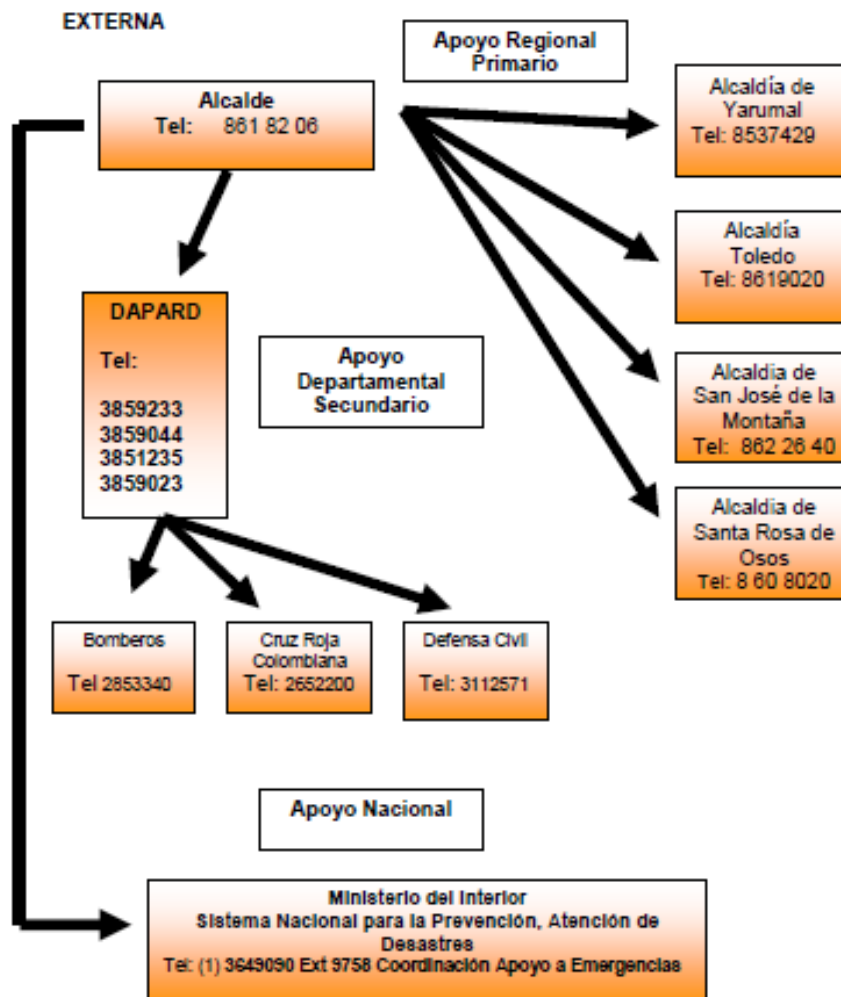 EXTERNA
Apoyo Regional
Primario
Alcalde
Tel: 861 82 06
Alcaldía de
Yarumal
Tel: 8537429
Alcaldía
Toledo
Tel: 8619020
DAPARD
Tel:
3859233
3859044
3851235
3859023
Apoyo
Departamental
Secundario
Alcaldia de
San José de la
Montaña
Tel: 862 26 40
Alcaldia de
Santa Rosa de
Osos
Tel: 8 60 8020
Bomberos
Tel 2853340
Cruz Roja
Colombiana
Tel: 2652200
Defensa Civil
Tel: 3112571
Apoyo Nacional
Ministerio del Interior
Sistema Nacional para la Prevención, Atención de
Desastres
Tel: (1) 3649090 Ext 9758 Coordinación Apoyo a Emergencias